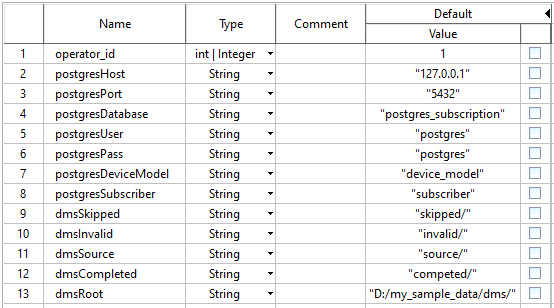 Name Type Comment Default
Value
1 operator_id int | Integer 1
2 postgresHost String "127.0.0.1"
3 postgresPort String "5432"
4 postgresDatabase String "postgres_subscription"
5 postgresUser String "postgres"
6 postgresPass String "postgres"
7 postgresDeviceModel String "device_model"
8 postgresSubscriber String "subscriber"
9 dmsSkipped String "skipped/"
10 dmsInvalid String "invalid/"
11 dmsSource String "source/"
12 dmsCompleted String "competed/"
13 dmsRoot String "D:/my_sample_data/dms/"